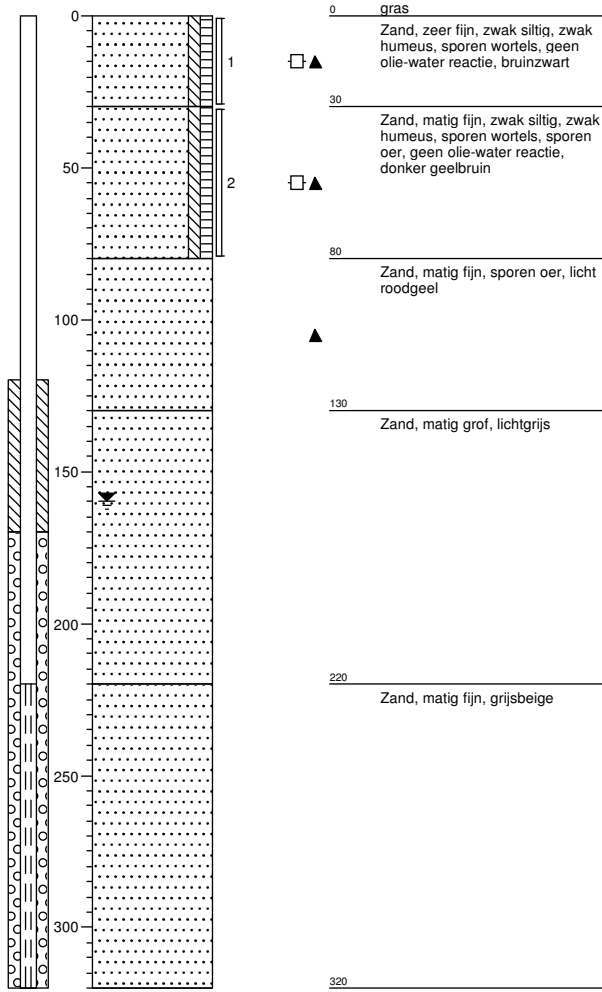 0
gras
0
Zand, zeer fijn, zwak siltig, zwak
humeus, sporen wortels, geen
olie-water reactie, bruinzwart
1
30
Zand, matig fijn, zwak siltig, zwak
humeus, sporen wortels, sporen
oer, geen olie-water reactie,
donker geelbruin
50
2
80
Zand, matig fijn, sporen oer, licht
roodgeel
100
130
Zand, matig grof, lichtgrijs
150
200
220
Zand, matig fijn, grijsbeige
250
300
320